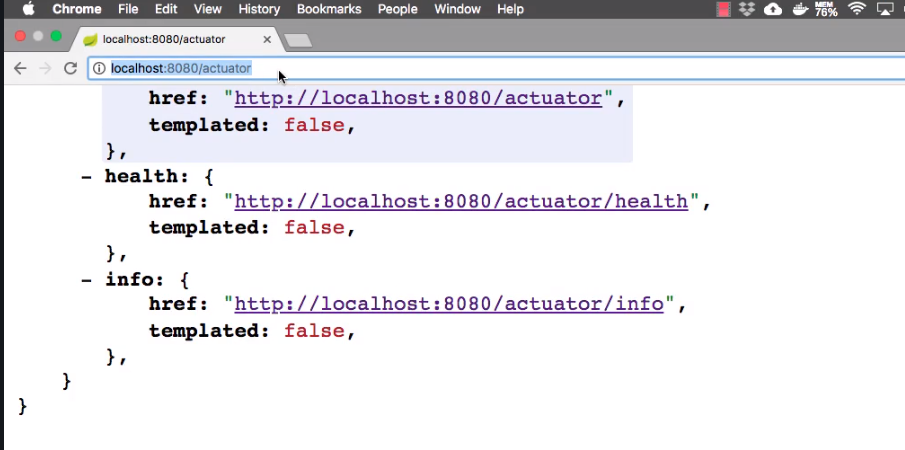 Chrome File Edit View History Bookmarks People Window Help MEM 76%
localhost:8080/actuator
localhost:8080/actuator
href: "http://localhost:8080/actuator",
templated: false,
},
- health: {
href: "http://localhost:8080/actuator/health",
templated: false,
},
- info: {
href: "http://localhost:8080/actuator/info",
templated: false,
},
}
}